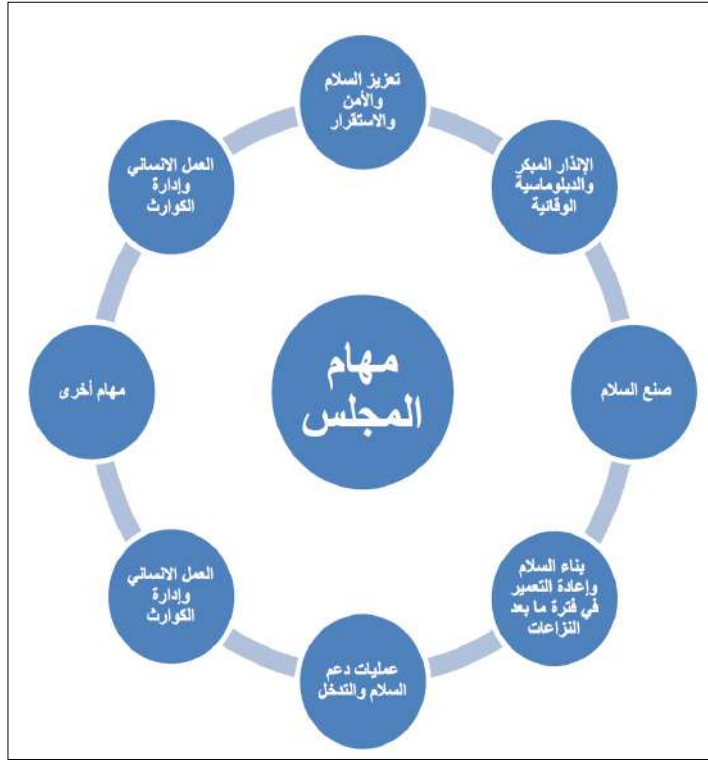 تعزيز السلام
والأمن
والاستقرار
الإنذار المبكر
والدبلوماسية
الوقائية
صنع السلام
بناء السلام
وإعادة التعمير
في فترة ما بعد
النزاعات
عمليات دعم
السلام والتدخل
العمل الانساني
وإدارة
الكوارث
مهام أخرى
العمل الانساني
وإدارة
الكوارث
مهام
المجلس